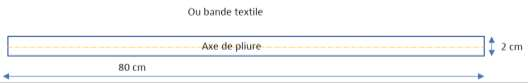 Ou bande textile
Axe de pliure
2 cm
80 cm